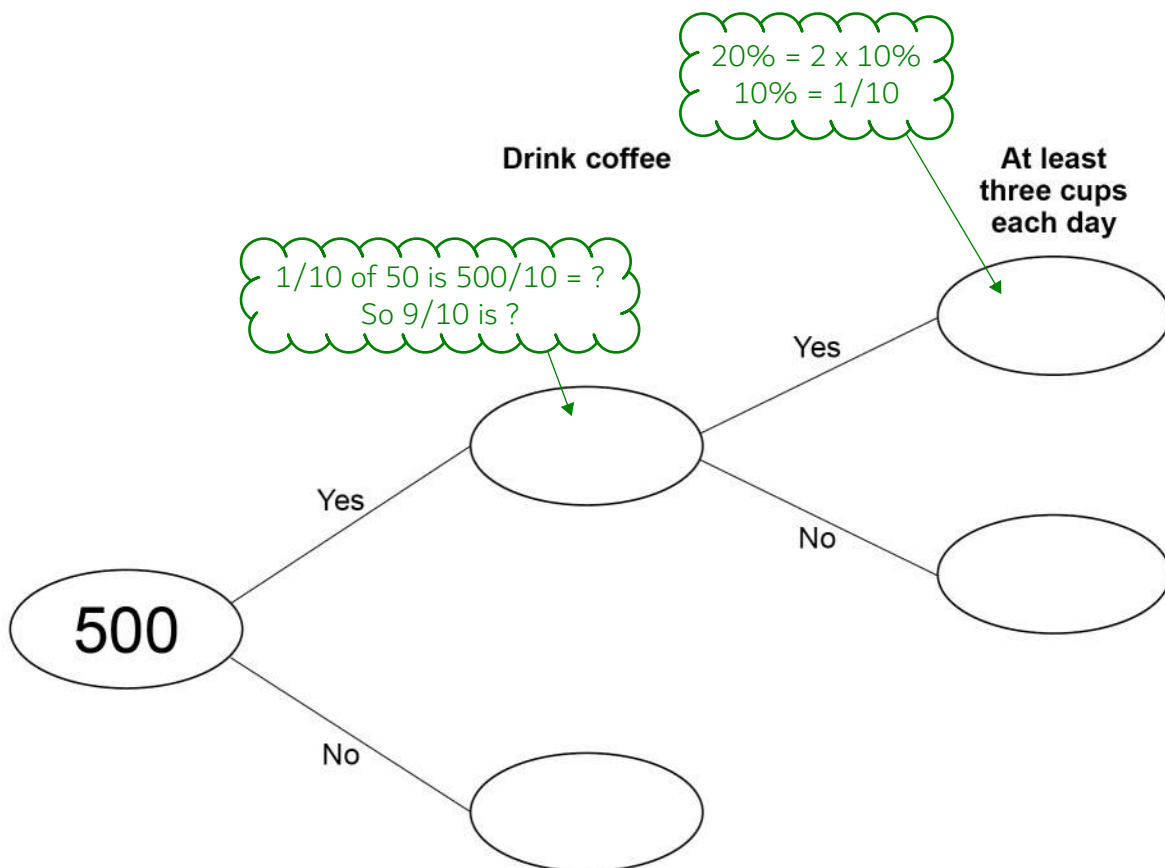 20% = 2 x 10%
10% = 1/10
Drink coffee
At least
three cups
each day
1/10 of 50 is 500/10 = ?
So 9/10 is ?
Yes
Yes
No
500
No